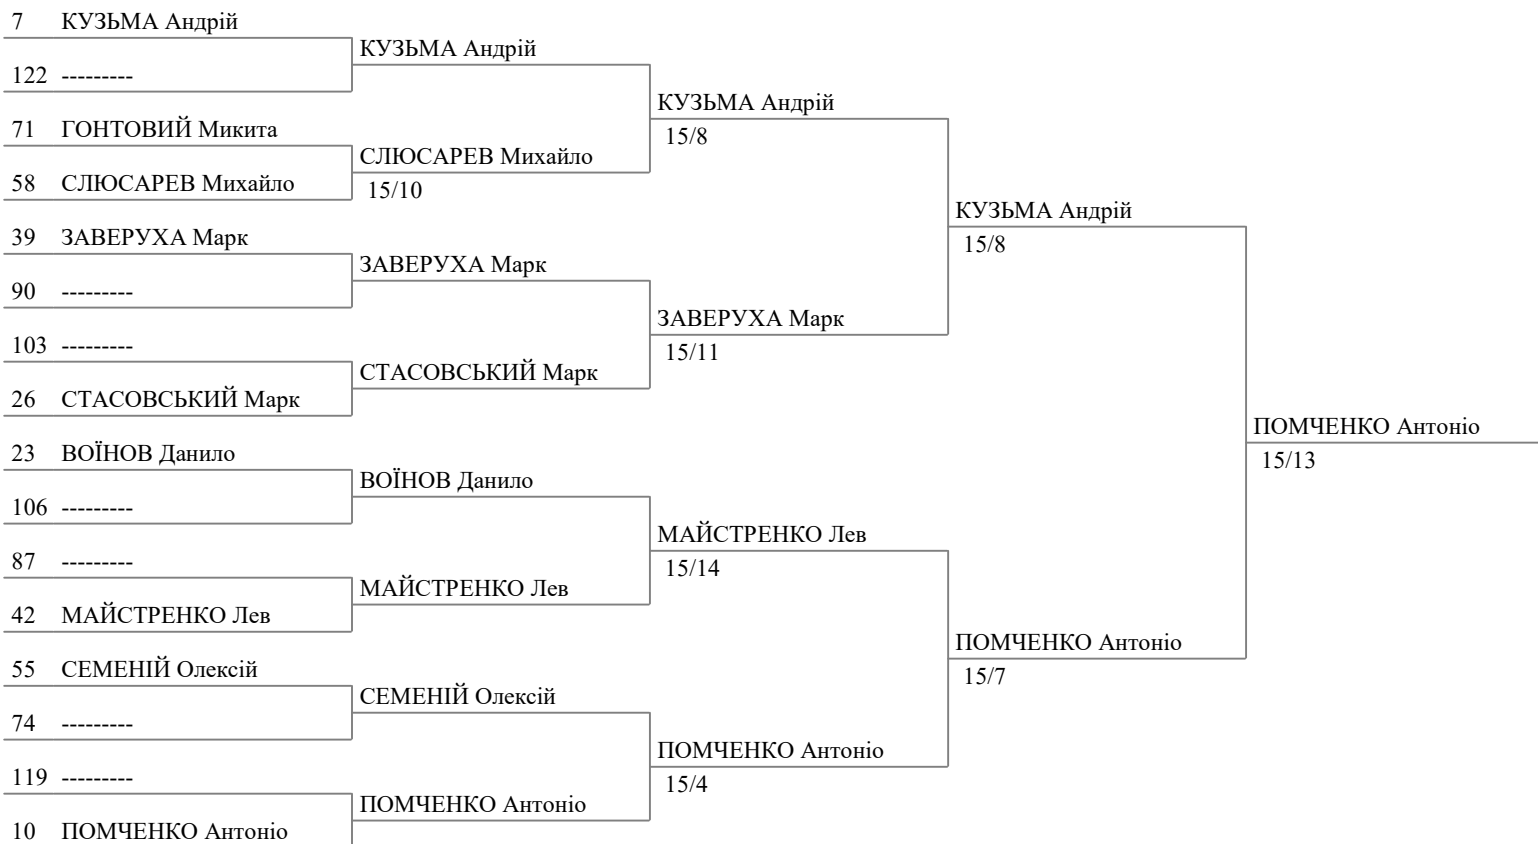 7 КУЗЬМА Андрій
КУЗЬМА Андрій
122 ---------
КУЗЬМА Андрій
71 ГОНТОВИЙ Микита
15/8
СЛЮСАРЕВ Михайло
58 СЛЮСАРЕВ Михайло
15/10
КУЗЬМА Андрій
39 ЗАВЕРУХА Марк
15/8
ЗАВЕРУХА Марк
90 ---------
ЗАВЕРУХА Марк
103 ---------
15/11
СТАСОВСЬКИЙ Марк
26 СТАСОВСЬКИЙ Марк
ПОМЧЕНКО Антоніо
23 ВОЇНОВ Данило
15/13
ВОЇНОВ Данило
106 ---------
МАЙСТРЕНКО Лев
87 ---------
15/14
МАЙСТРЕНКО Лев
42 МАЙСТРЕНКО Лев
ПОМЧЕНКО Антоніо
55 СЕМЕНІЙ Олексій
15/7
СЕМЕНІЙ Олексій
74 ---------
ПОМЧЕНКО Антоніо
119 ---------
15/4
ПОМЧЕНКО Антоніо
10 ПОМЧЕНКО Антоніо